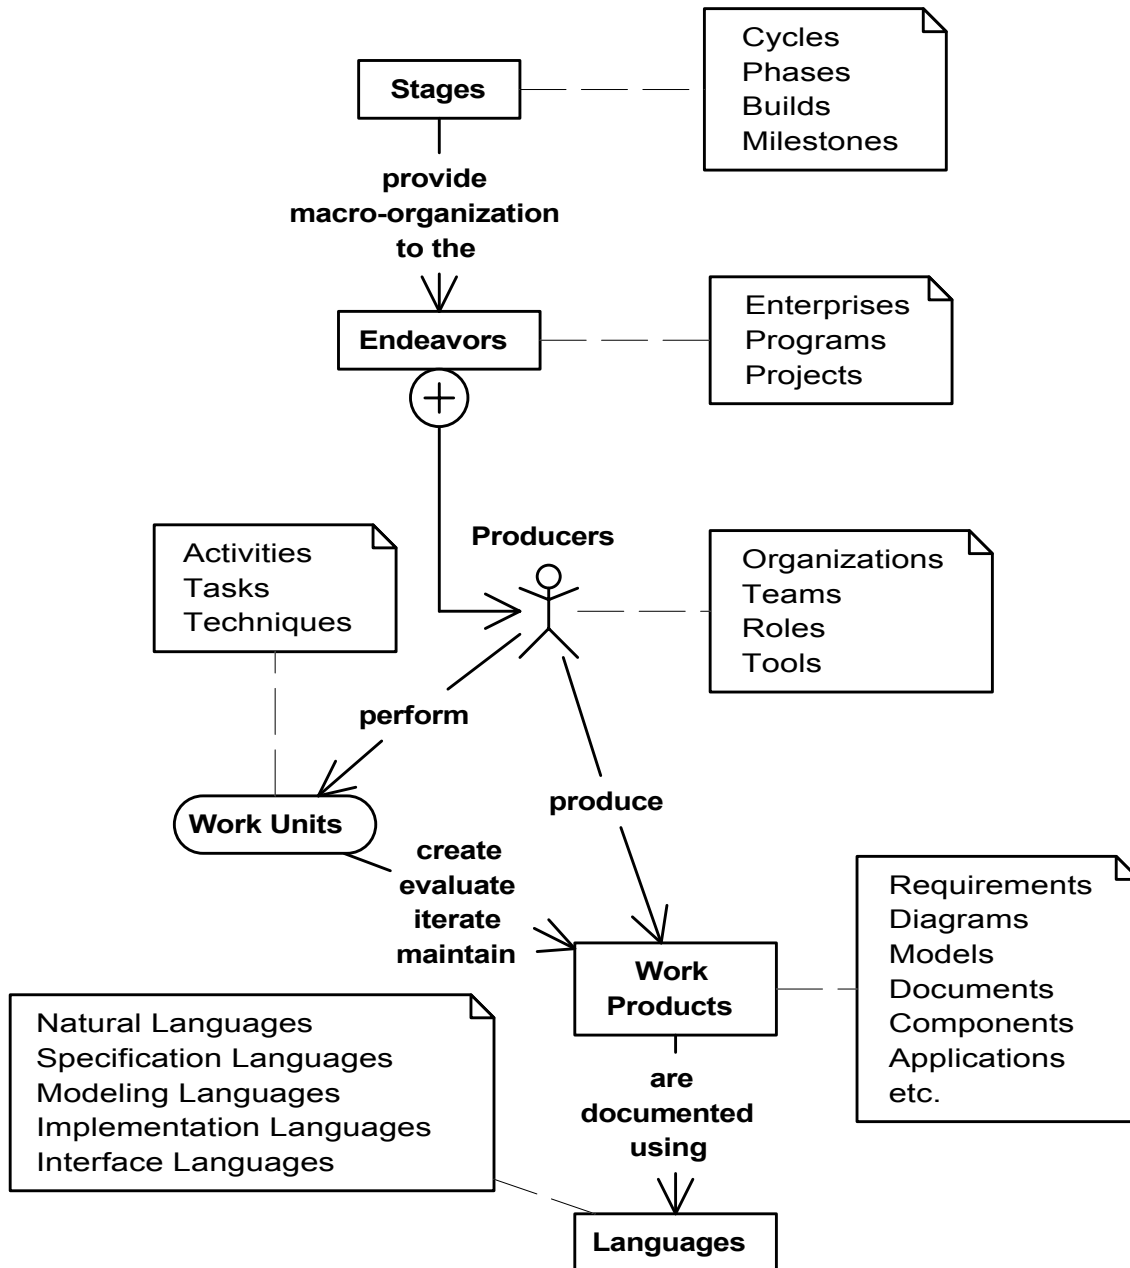 Stages
Cycles
Phases
Builds
Milestones
provide
macro-organization
to the
Endeavors
Enterprises
Programs
Projects
Producers
Organizations
Teams
Roles
Tools
Activities
Tasks
Techniques
perform
Work Units
produce
create
evaluate
iterate
maintain
Work
Products
Requirements
Diagrams
Models
Documents
Components
Applications
etc.
Natural Languages
Specification Languages
Modeling Languages
Implementation Languages
Interface Languages
are
documented
using
Languages